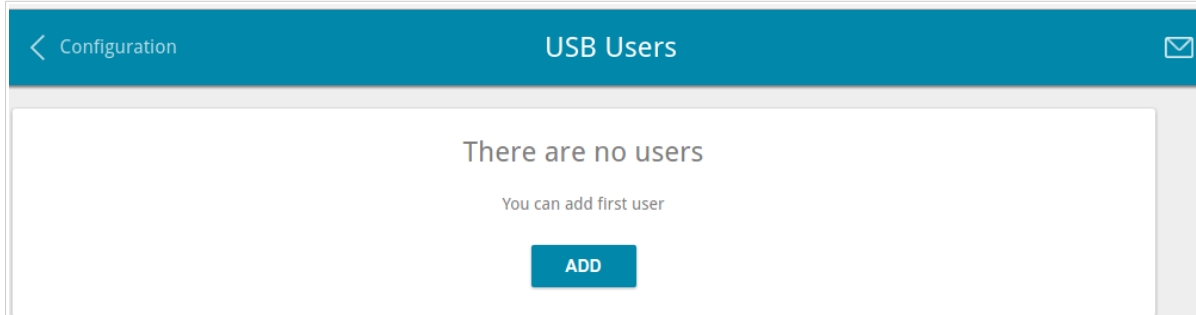 Configuration
USB Users
There are no users
You can add first user
ADD